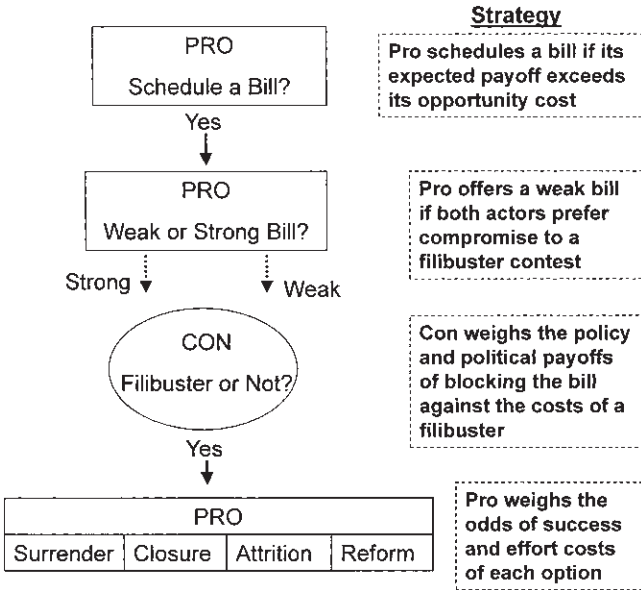 Strategy
PRO
Schedule a Bill?
Pro schedules a bill if its
expected payoff exceeds
its opportunity cost
Yes
PRO
Weak or Strong Bill?
Pro offers a weak bill
if both actors prefer
compromise to a
filibuster contest
Strong
Weak
CON
Filibuster or Not?
Con weighs the policy
and political payoffs
of blocking the bill
against the costs of a
filibuster
Yes
PRO
Surrender Closure Attrition Reform
Pro weighs the
odds of success
and effort costs
of each option